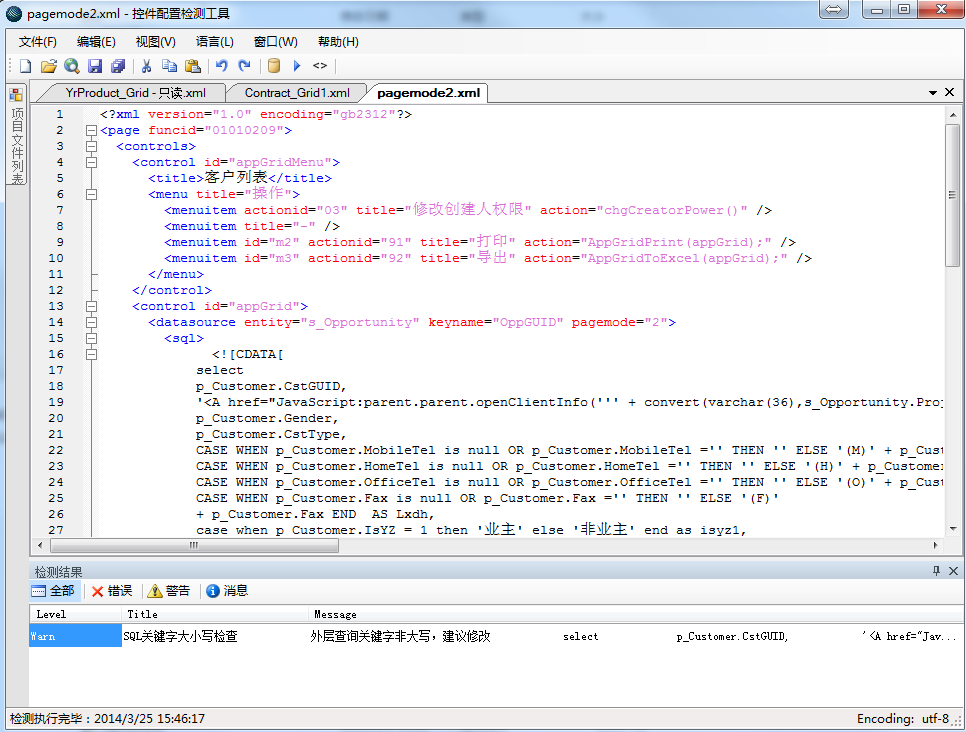 pagemode2.xml - 控件配置检测工具
文件(F) 编辑(E) 视图(V) 语言(L) 窗口(W) 帮助(H)
YrProduct_Grid - 只读.xml Contract_Grid1.xml pagemode2.xml
项目文件列表
1 <?xml version="1.0" encoding="gb2312"?>
2 <page funcid="01010209">
3 <controls>
4 <control id="appGridMenu">
5 <title>客户列表</title>
6 <menu title="操作">
7 <menuitem actionid="03" title="修改创建人权限" action="chgCreatorPower()" />
8 <menuitem title="-" />
9 <menuitem id="m2" actionid="91" title="打印" action="AppGridPrint(appGrid);" />
10 <menuitem id="m3" actionid="92" title="导出" action="AppGridToExcel(appGrid);" />
11 </menu>
12 </control>
13 <control id="appGrid">
14 <datasource entity="s_Opportunity" keyname="OppGUID" pagemode="2">
15 <sql>
16 <![CDATA[
17 select
18 p_Customer.CstGUID,
19 '<A href="JavaScript:parent.parent.openClientInfo(''' + convert(varchar(36),s_Opportunity.Proj
20 p_Customer.Gender,
21 p_Customer.CstType,
22 CASE WHEN p_Customer.MobileTel is null OR p_Customer.MobileTel ='' THEN '' ELSE '(M)' + p_Cust
23 CASE WHEN p_Customer.HomeTel is null OR p_Customer.HomeTel ='' THEN '' ELSE '(H)' + p_Customer
24 CASE WHEN p_Customer.OfficeTel is null OR p_Customer.OfficeTel ='' THEN '' ELSE '(O)' + p_Cust
25 CASE WHEN p_Customer.Fax is null OR p_Customer.Fax ='' THEN '' ELSE '(F)'
26 + p_Customer.Fax END AS Lxdh,
27 case when p_Customer.IsYZ = 1 then '业主' else '非业主' end as isyz1,
检测结果
全部 错误 警告 消息
Level Title Message
Warn SQL关键字大小写检查 外层查询关键字非大写，建议修改 select p_Customer.CstGUID, '<A href="Jav...
检测执行完毕：2014/3/25 15:46:17 Encoding: utf-8